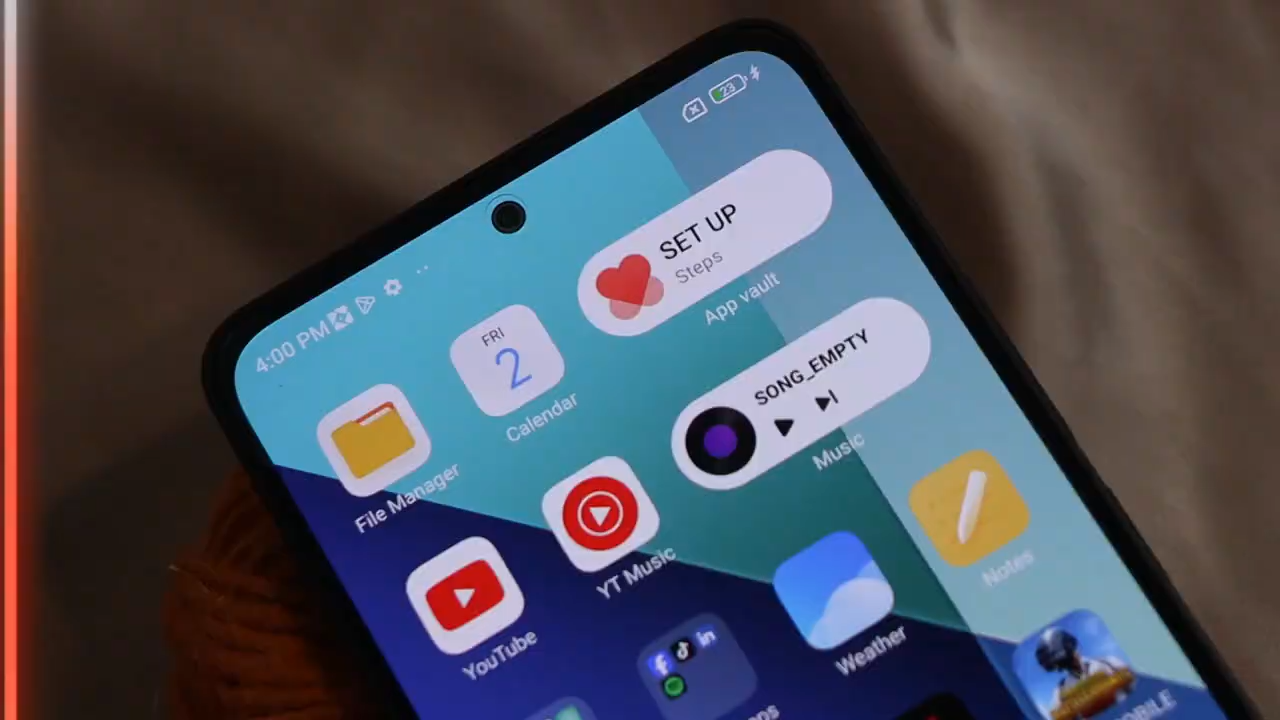 23
4:00 PM
SET UP
Steps
App vault
FRI
2
Calendar
SONG_EMPTY
Music
File Manager
YT Music
Notes
YouTube
f
in
Weather